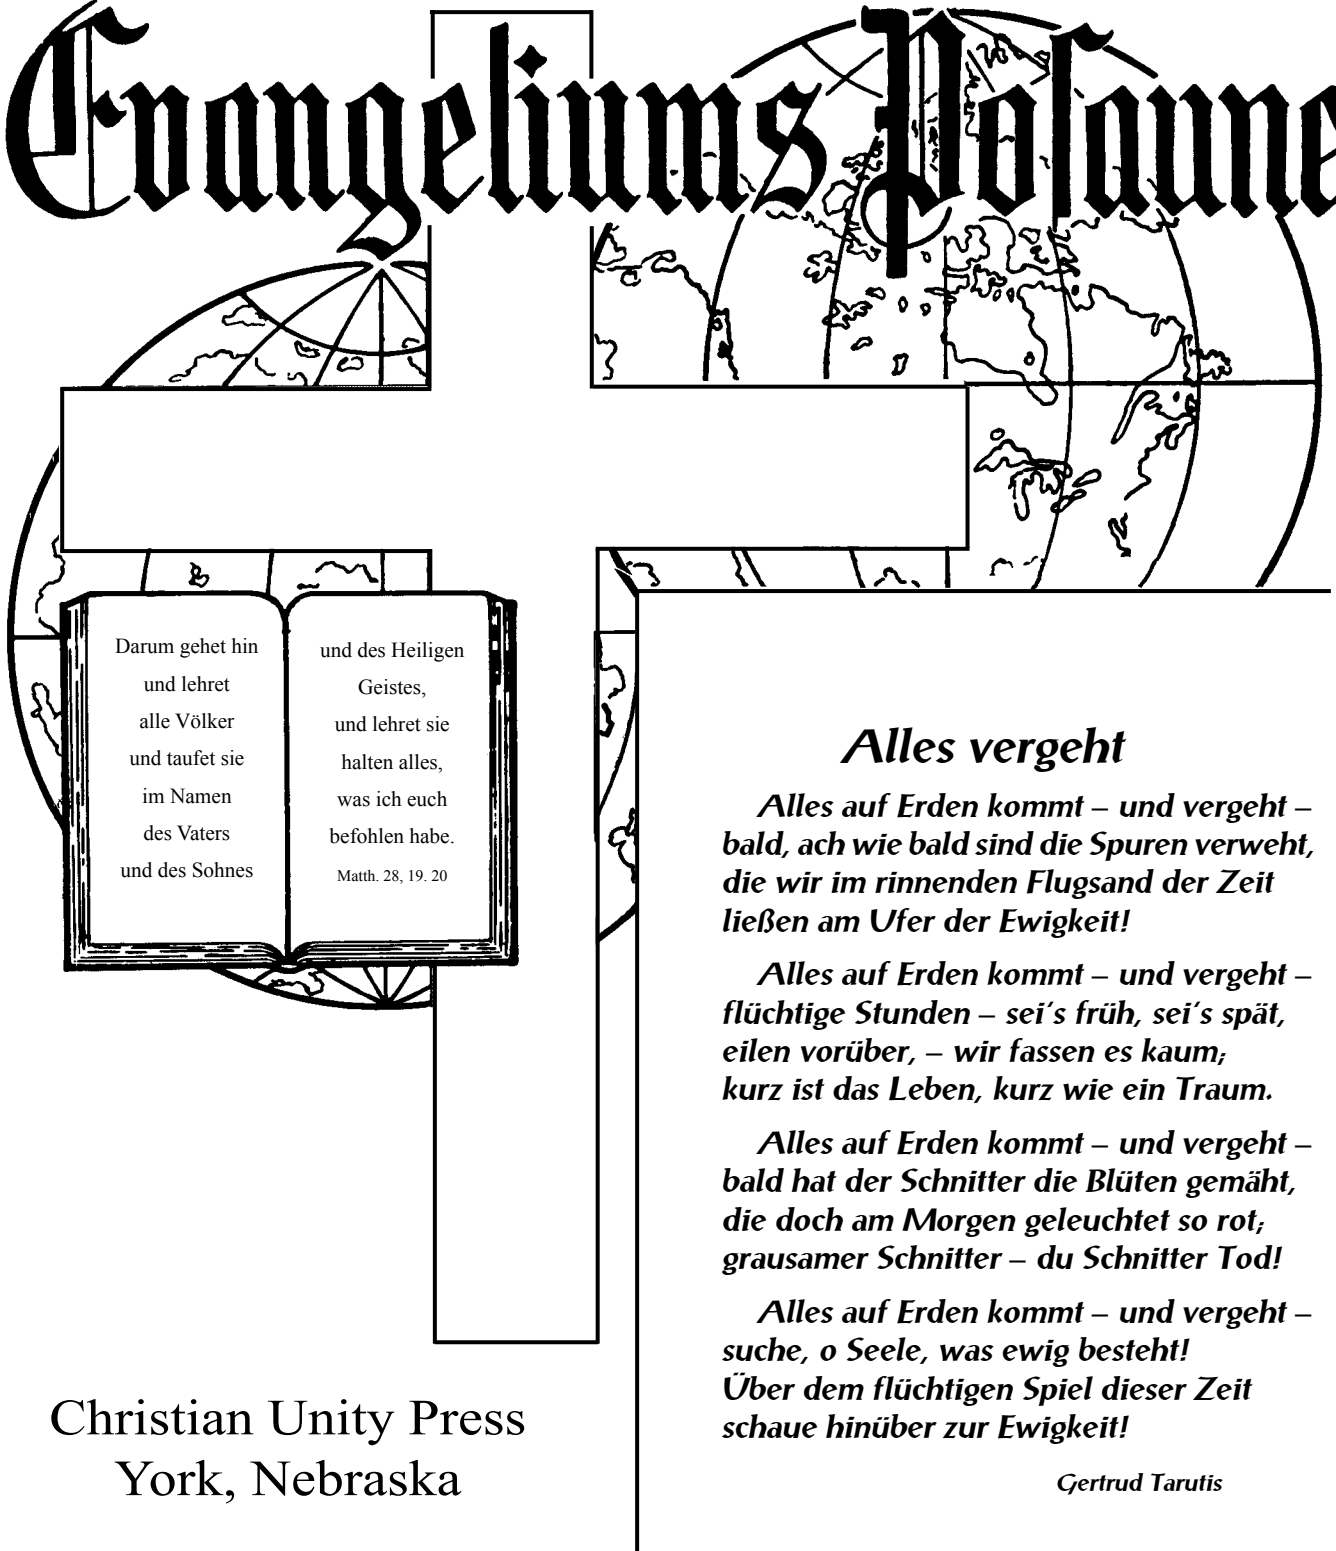 Evangeliums Posaune
Darum gehet hin
und lehret
alle Völker
und taufet sie
im Namen
des Vaters
und des Sohnes
und des Heiligen
Geistes,
und lehret sie
halten alles,
was ich euch
befohlen habe.
Matth. 28, 19. 20
Alles vergeht
Alles auf Erden kommt – und vergeht –
bald, ach wie bald sind die Spuren verweht,
die wir im rinnenden Flugsand der Zeit
ließen am Ufer der Ewigkeit!
Alles auf Erden kommt – und vergeht –
flüchtige Stunden – sei’s früh, sei’s spät,
eilen vorüber, – wir fassen es kaum;
kurz ist das Leben, kurz wie ein Traum.
Alles auf Erden kommt – und vergeht –
bald hat der Schnitter die Blüten gemäht,
die doch am Morgen geleuchtet so rot;
grausamer Schnitter – du Schnitter Tod!
Alles auf Erden kommt – und vergeht –
suche, o Seele, was ewig besteht!
Über dem flüchtigen Spiel dieser Zeit
schaue hinüber zur Ewigkeit!
Gertrud Tarutis
Christian Unity Press
York, Nebraska